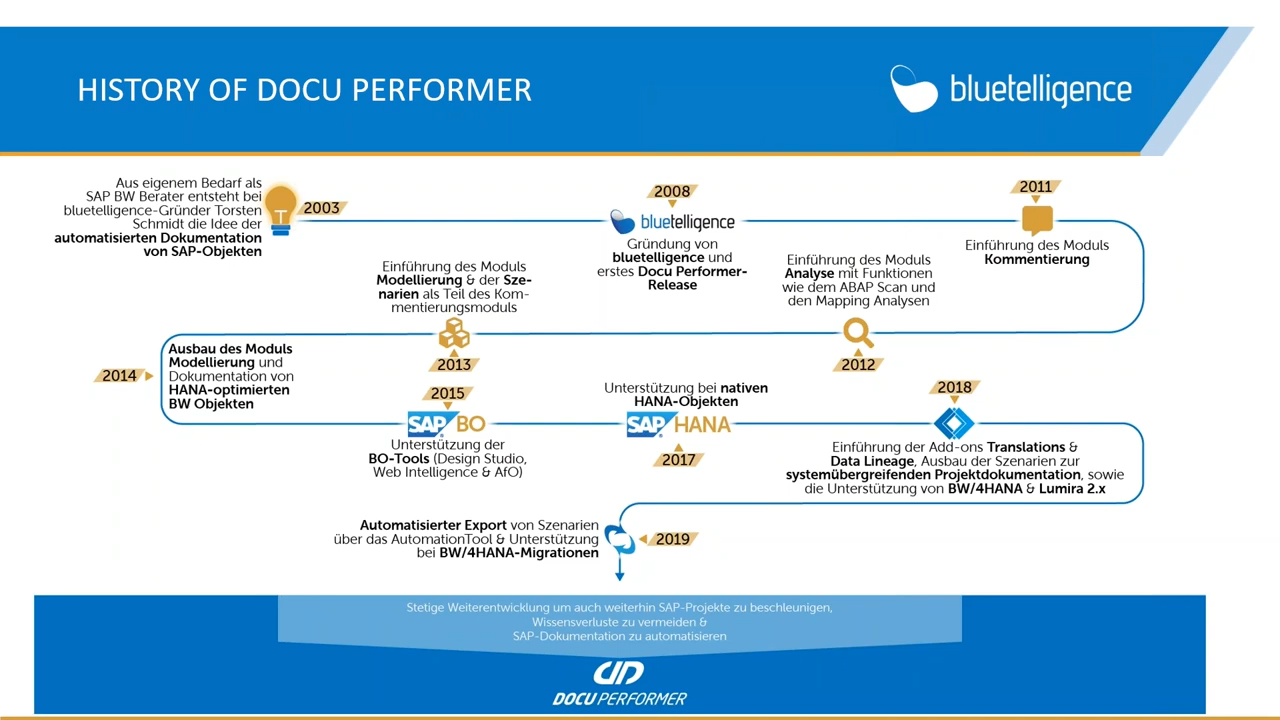 HISTORY OF DOCU PERFORMER
bluetelligence
Aus eigenem Bedarf als
SAP BW Berater entsteht bei
bluetelligence-Gründer Torsten
Schmidt die Idee der
automatisierten Dokumentation
von SAP-Objekten
2003
2008
bluetelligence
Gründung von
bluetelligence und
erstes Docu Performer-
Release
2011
Einführung des Moduls
Kommentierung
Einführung des Moduls
Analyse mit Funktionen
wie dem ABAP Scan und
den Mapping Analysen
2012
Einführung des Moduls
Modellierung & der Sze-
narien als Teil des Kom-
mentierungsmoduls
2013
2014
Ausbau des Moduls
Modellierung und
Dokumentation von
HANA-optimierten
BW Objekten
2015
SAP BO
Unterstützung der
BO-Tools (Design Studio,
Web Intelligence & AfO)
Unterstützung bei nativen
HANA-Objekten
SAP HANA
2017
2018
Einführung der Add-ons Translations &
Data Lineage, Ausbau der Szenarien zur
systemübergreifenden Projektdokumentation, sowie
die Unterstützung von BW/4HANA & Lumira 2.x
Automatisierter Export von Szenarien
über das AutomationTool & Unterstützung
bei BW/4HANA-Migrationen
2019
Stetige Weiterentwicklung um auch weiterhin SAP-Projekte zu beschleunigen,
Wissensverluste zu vermeiden &
SAP-Dokumentation zu automatisieren
DOCU PERFORMER